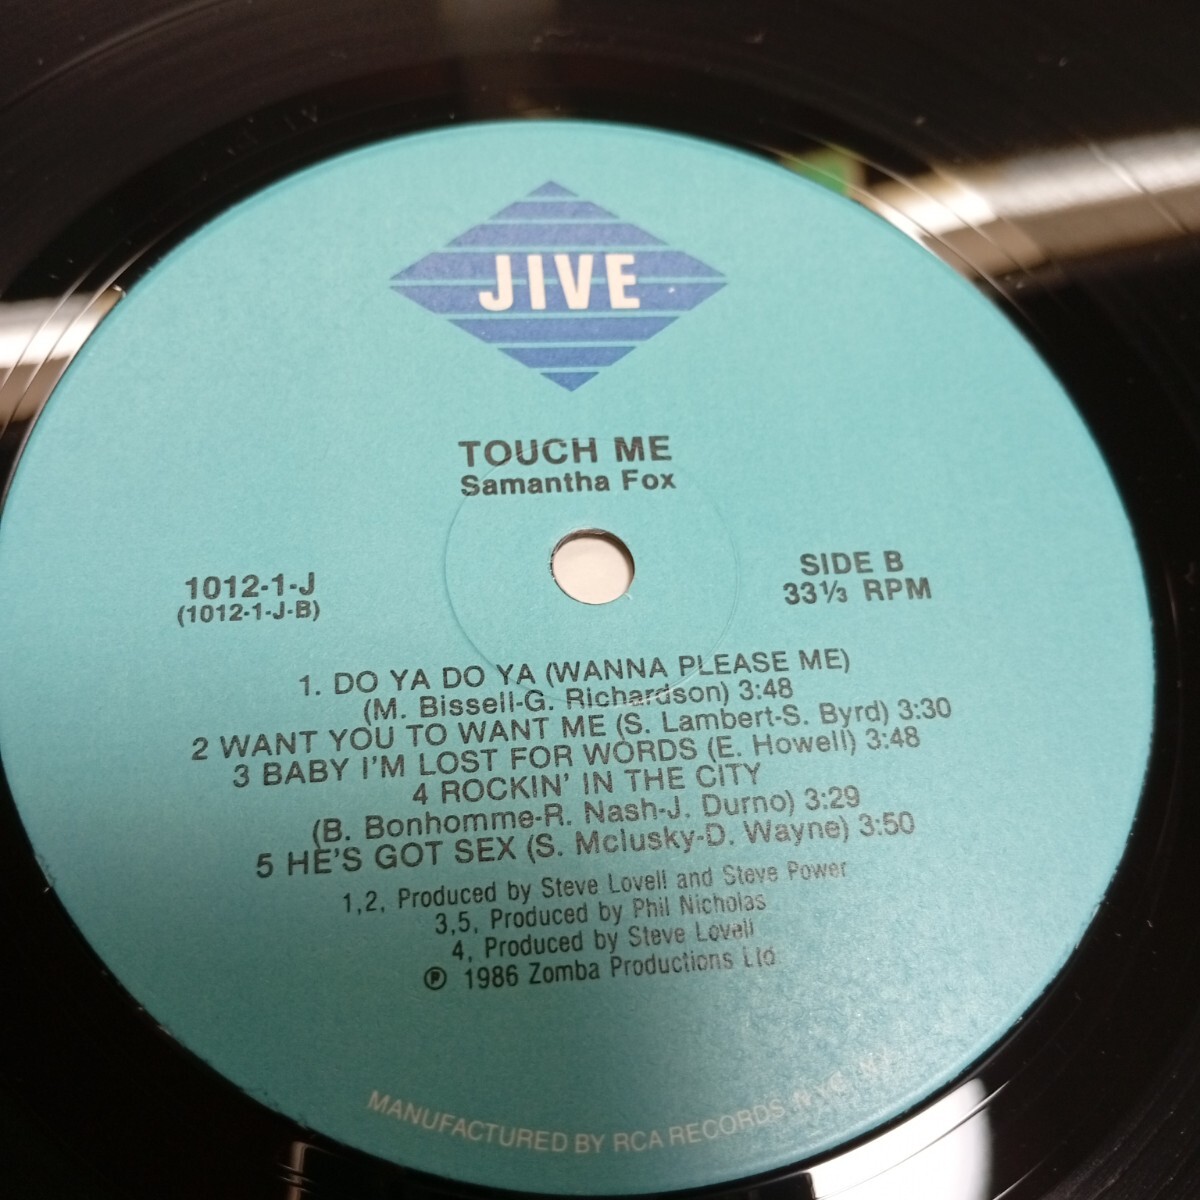 JIVE
TOUCH ME
Samantha Fox
1012-1-J
(1012-1-J-B)
SIDE B
33⅓ RPM
1. DO YA DO YA (WANNA PLEASE ME)
(M. Bissell-G. Richardson) 3:48
2 WANT YOU TO WANT ME (S. Lambert-S. Byrd) 3:30
3 BABY I'M LOST FOR WORDS (E. Howell) 3:48
4 ROCKIN' IN THE CITY
(B. Bonhomme-R. Nash-J. Durno) 3:29
5 HE'S GOT SEX (S. Mclusky-D. Wayne) 3:50
1,2, Produced by Steve Lovell and Steve Power
3,5, Produced by Phil Nicholas
4, Produced by Steve Lovell
℗ 1986 Zomba Productions Ltd
MANUFACTURED BY RCA RECORDS, N.Y.C.